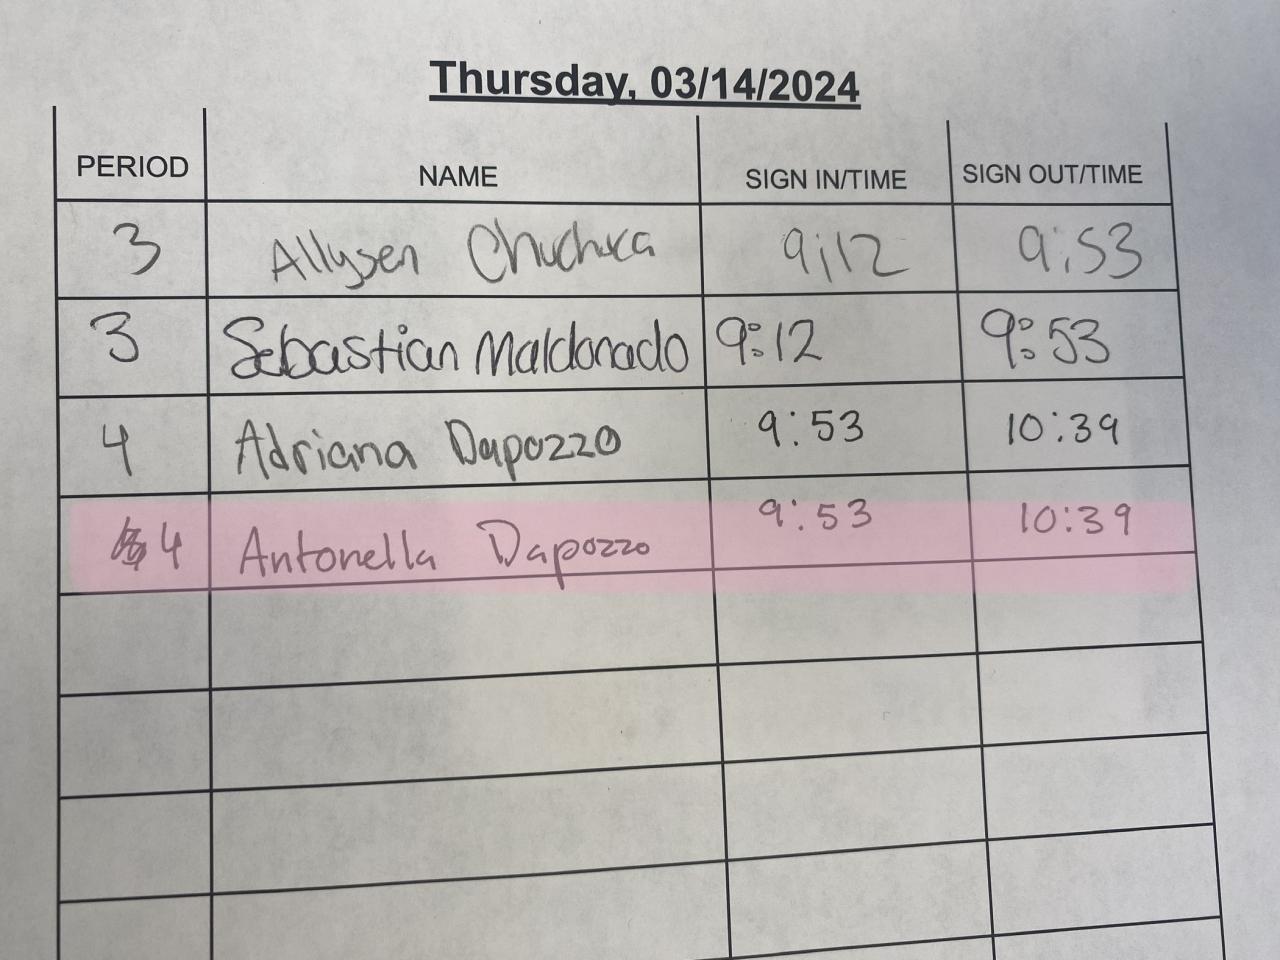 Thursday, 03/14/2024
PERIOD NAME SIGN IN/TIME SIGN OUT/TIME
3 Allysen Chuchuca 9:12 9:53
3 Sebastian Maldonado 9:12 9:53
4 Adriana Dapozzo 9:53 10:39
4 Antonella Dapozzo 9:53 10:39